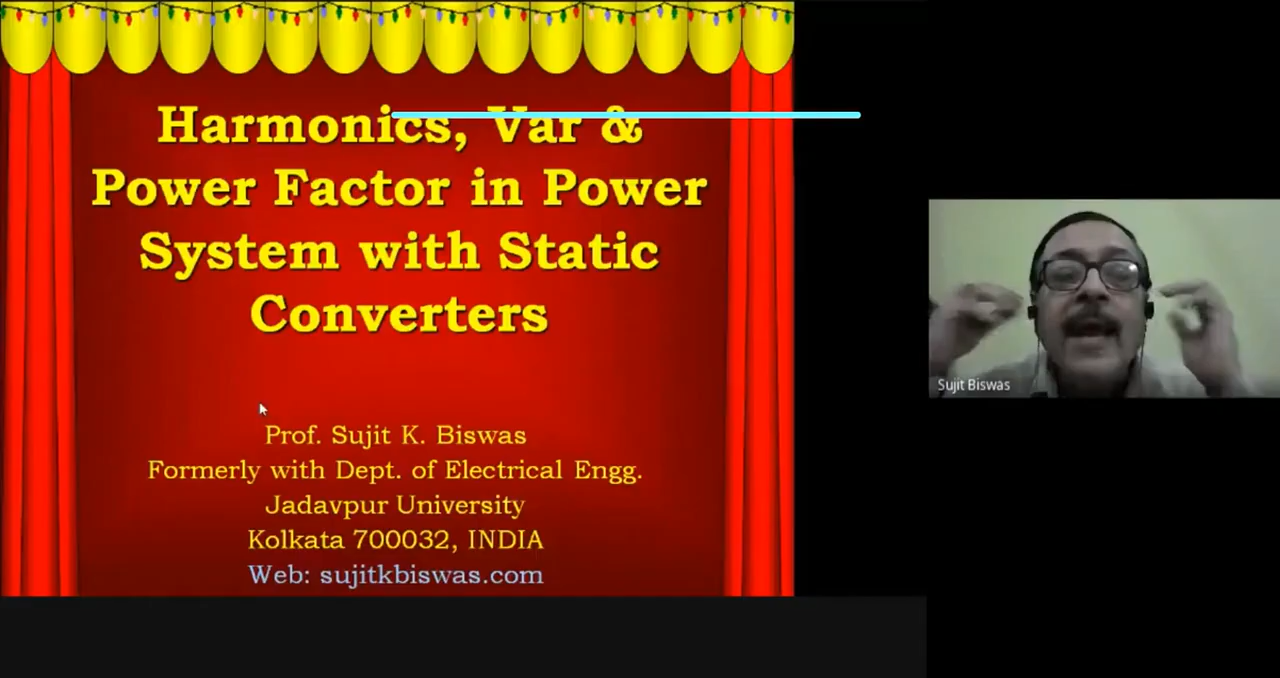 Harmonics, Var &
Power Factor in Power
System with Static
Converters
Prof. Sujit K. Biswas
Formerly with Dept. of Electrical Engg.
Jadavpur University
Kolkata 700032, INDIA
Web: sujitkbiswas.com
Sujit Biswas